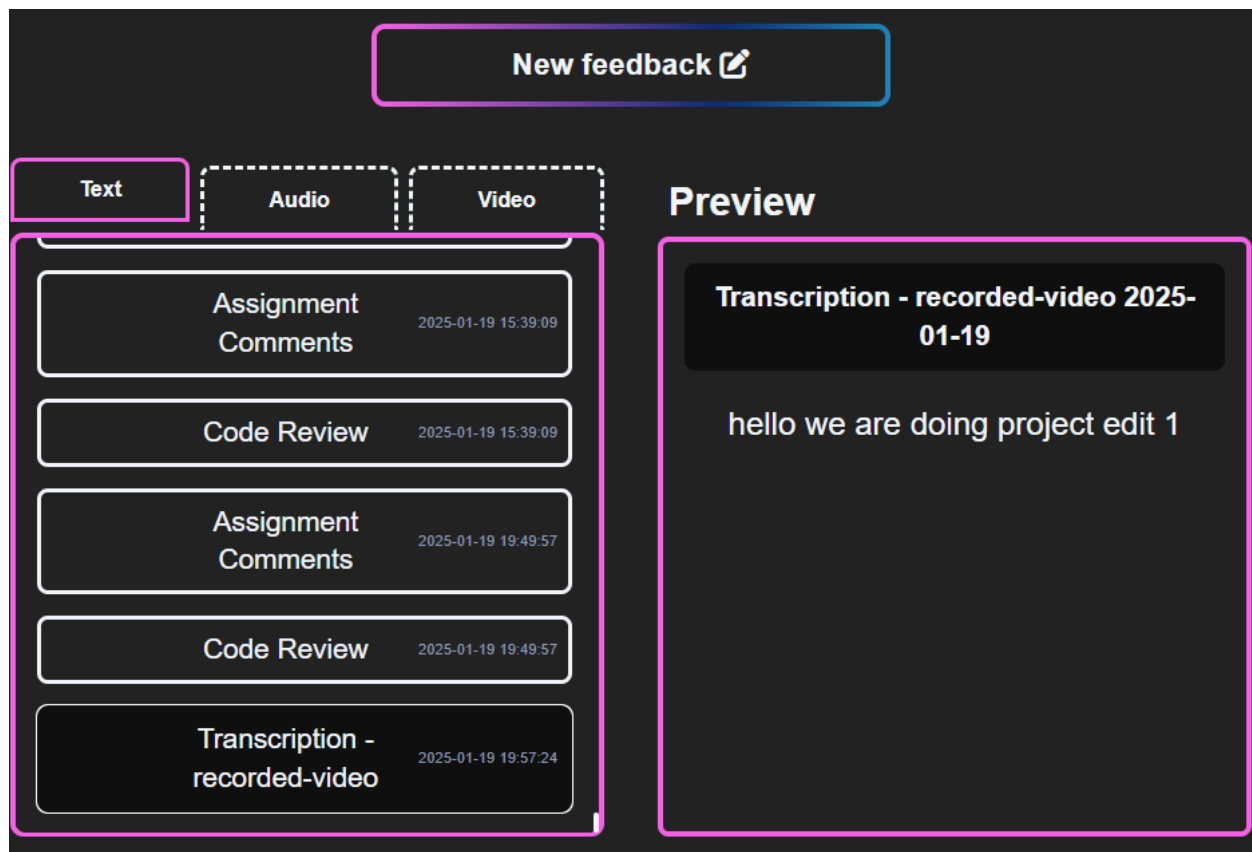 New feedback
Text
Audio
Video
Assignment
Comments
2025-01-19 15:39:09
Code Review
2025-01-19 15:39:09
Assignment
Comments
2025-01-19 19:49:57
Code Review
2025-01-19 19:49:57
Transcription -
recorded-video
2025-01-19 19:57:24
Preview
Transcription - recorded-video 2025-
01-19
hello we are doing project edit 1